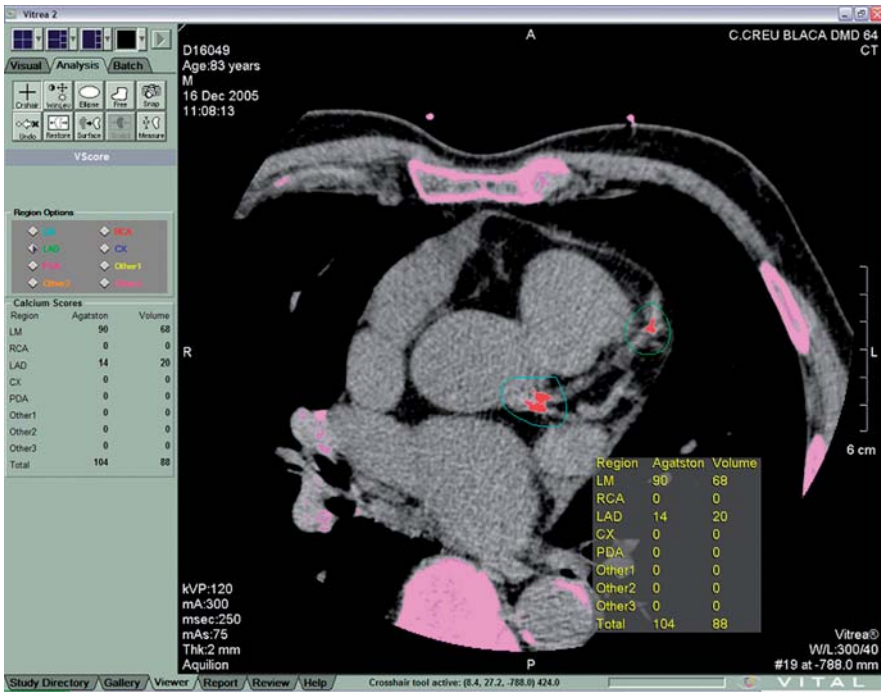 Vitrea 2
Visual Analysis Batch
Crshair WinLev Ellipse Free Snap
Undo Restore Surface Sculpt Measure
VScore
Region Options
LM RCA
LAD CX
PDA Other1
Other2
Calcium Scores
Region Agatston Volume
LM 90 68
RCA 0 0
LAD 14 20
CX 0 0
PDA 0 0
Other1 0 0
Other2 0 0
Other3 0 0
Total 104 88
D16049
Age:83 years
M
16 Dec 2005
11:08:13
A
C.CREU BLACA DMD 64
CT
R
L
6 cm
Region Agatston Volume
LM 90 68
RCA 0 0
LAD 14 20
CX 0 0
PDA 0 0
Other1 0 0
Other2 0 0
Other3 0 0
Total 104 88
kVP:120
mA:300
msec:250
mAs:75
Thk:2 mm
Aquilion
P
Vitrea®
W/L:300/40
#19 at -788.0 mm
Study Directory Gallery Viewer Report Review Help
Crosshair tool active: (8.4, 27.2, -788.0) 424.0
VITAL